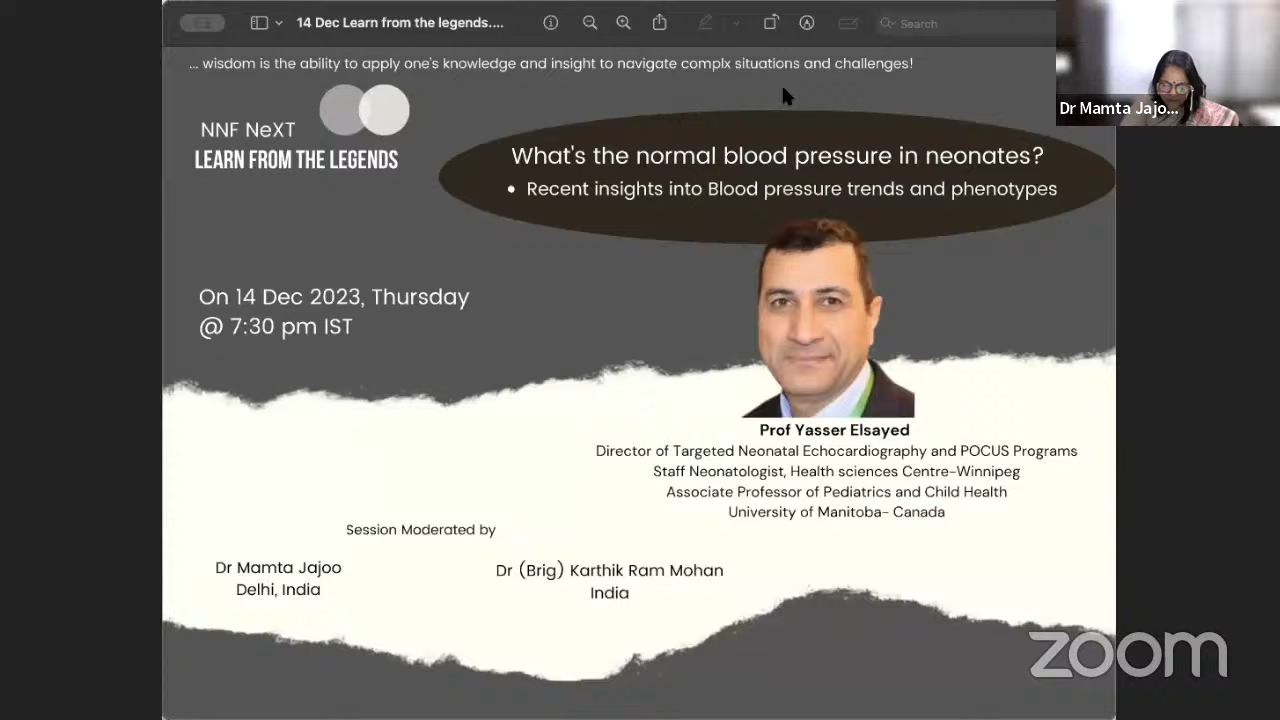 14 Dec Learn from the legends....
Search
... wisdom is the ability to apply one's knowledge and insight to navigate complx situations and challenges!
Dr Mamta Jajo...
NNF NeXT
LEARN FROM THE LEGENDS
What's the normal blood pressure in neonates?
• Recent insights into Blood pressure trends and phenotypes
On 14 Dec 2023, Thursday
@ 7:30 pm IST
Prof Yasser Elsayed
Director of Targeted Neonatal Echocardiography and POCUS Programs
Staff Neonatologist, Health sciences Centre-Winnipeg
Associate Professor of Pediatrics and Child Health
University of Manitoba- Canada
Session Moderated by
Dr Mamta Jajoo
Delhi, India
Dr (Brig) Karthik Ram Mohan
India
zoom